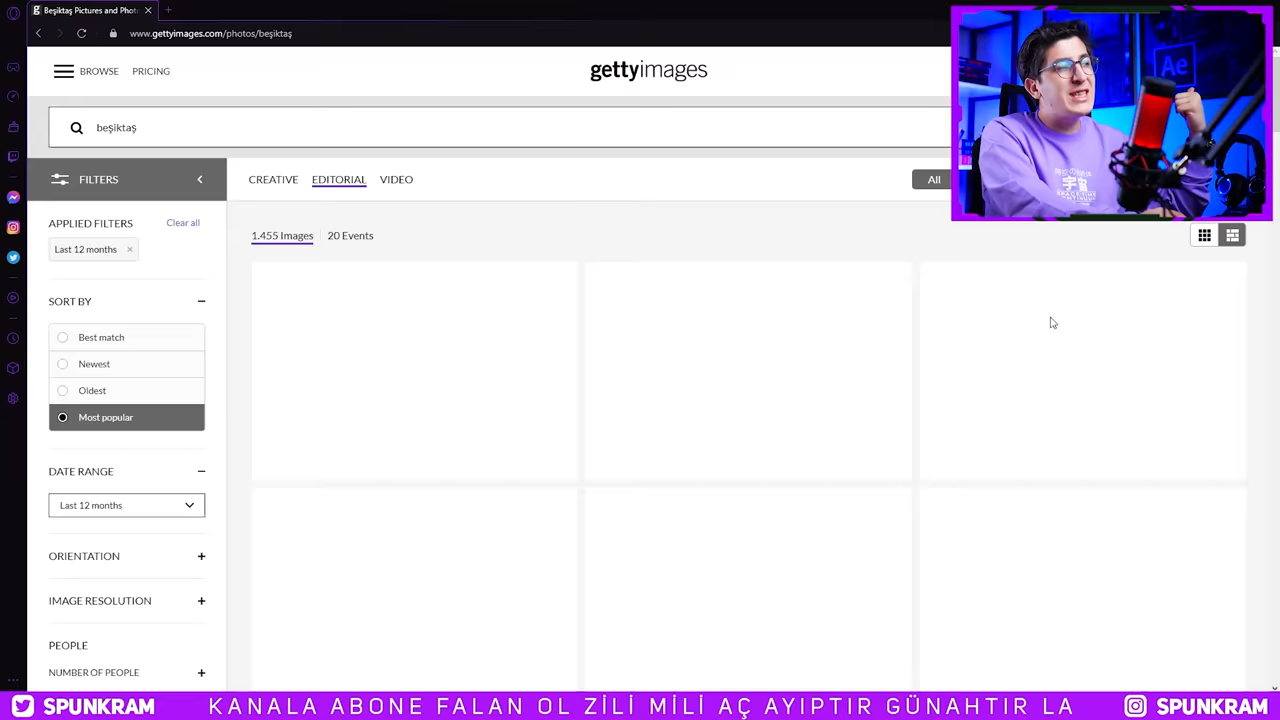 Beşiktaş Pictures and Phot
www.gettyimages.com/photos/beşiktaş
BROWSE
PRICING
gettyimages
beşiktaş
Ae
FILTERS
CREATIVE
EDITORIAL
VIDEO
All
APPLIED FILTERS
Clear all
Last 12 months
1.455 Images
20 Events
SORT BY
Best match
Newest
Oldest
Most popular
DATE RANGE
Last 12 months
ORIENTATION
IMAGE RESOLUTION
PEOPLE
NUMBER OF PEOPLE
SPUNKRAM
KANALA ABONE FALAN OL ZİLİ MİLİ AÇ AYIPTIR GÜNAHTIR LA
SPUNKRAM